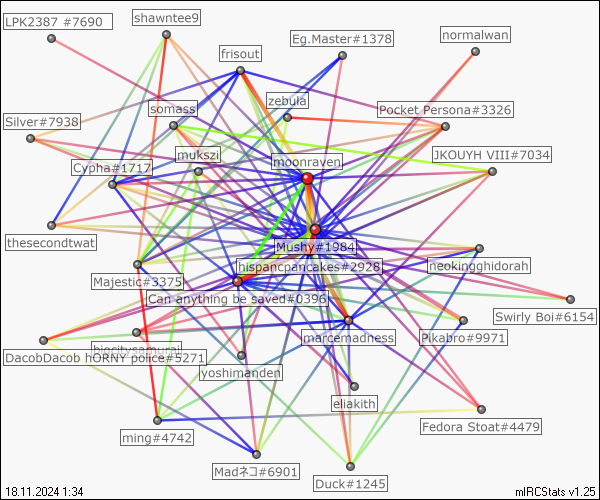 LPK2387 #7690
shawntee9
frisout
Eg.Master#1378
normalwan
somass
zebula
Pocket Persona#3326
Silver#7938
mukszi
moonraven
JKOUYH VIII#7034
Cypha#1717
thesecondtwat
Mushy#1984
hispancpancakes#2928
neokingghidorah
Majestic#3375
Can anything be saved#0396
Swirly Boi#6154
bigcitysamurai
marcemadness
Pikabro#9971
DacobDacob hORNY police#5271
yoshimanden
eliakith
Fedora Stoat#4479
ming#4742
Madネコ#6901
Duck#1245
18.11.2024 1:34
mIRCStats v1.25